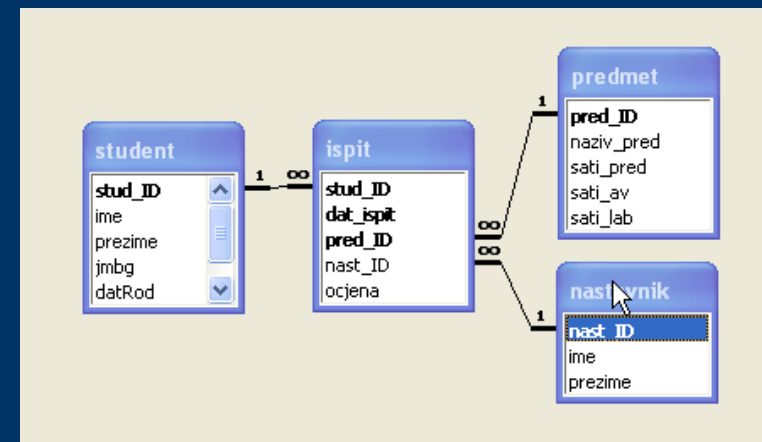 student
stud_ID
ime
prezime
jmbg
datRod
1
∞
ispit
stud_ID
dat_ispit
pred_ID
nast_ID
ocjena
∞
∞
1
predmet
pred_ID
naziv_pred
sati_pred
sati_av
sati_lab
1
nastavnik
nast_ID
ime
prezime